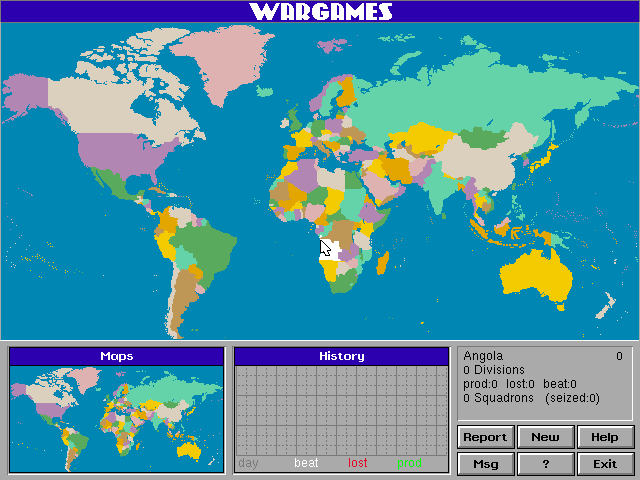 WARGAMES
Maps
History
day beat lost prod
Angola 0
0 Divisions
prod:0 lost:0 beat:0
0 Squadrons (seized:0)
Report New Help
Msg ? Exit